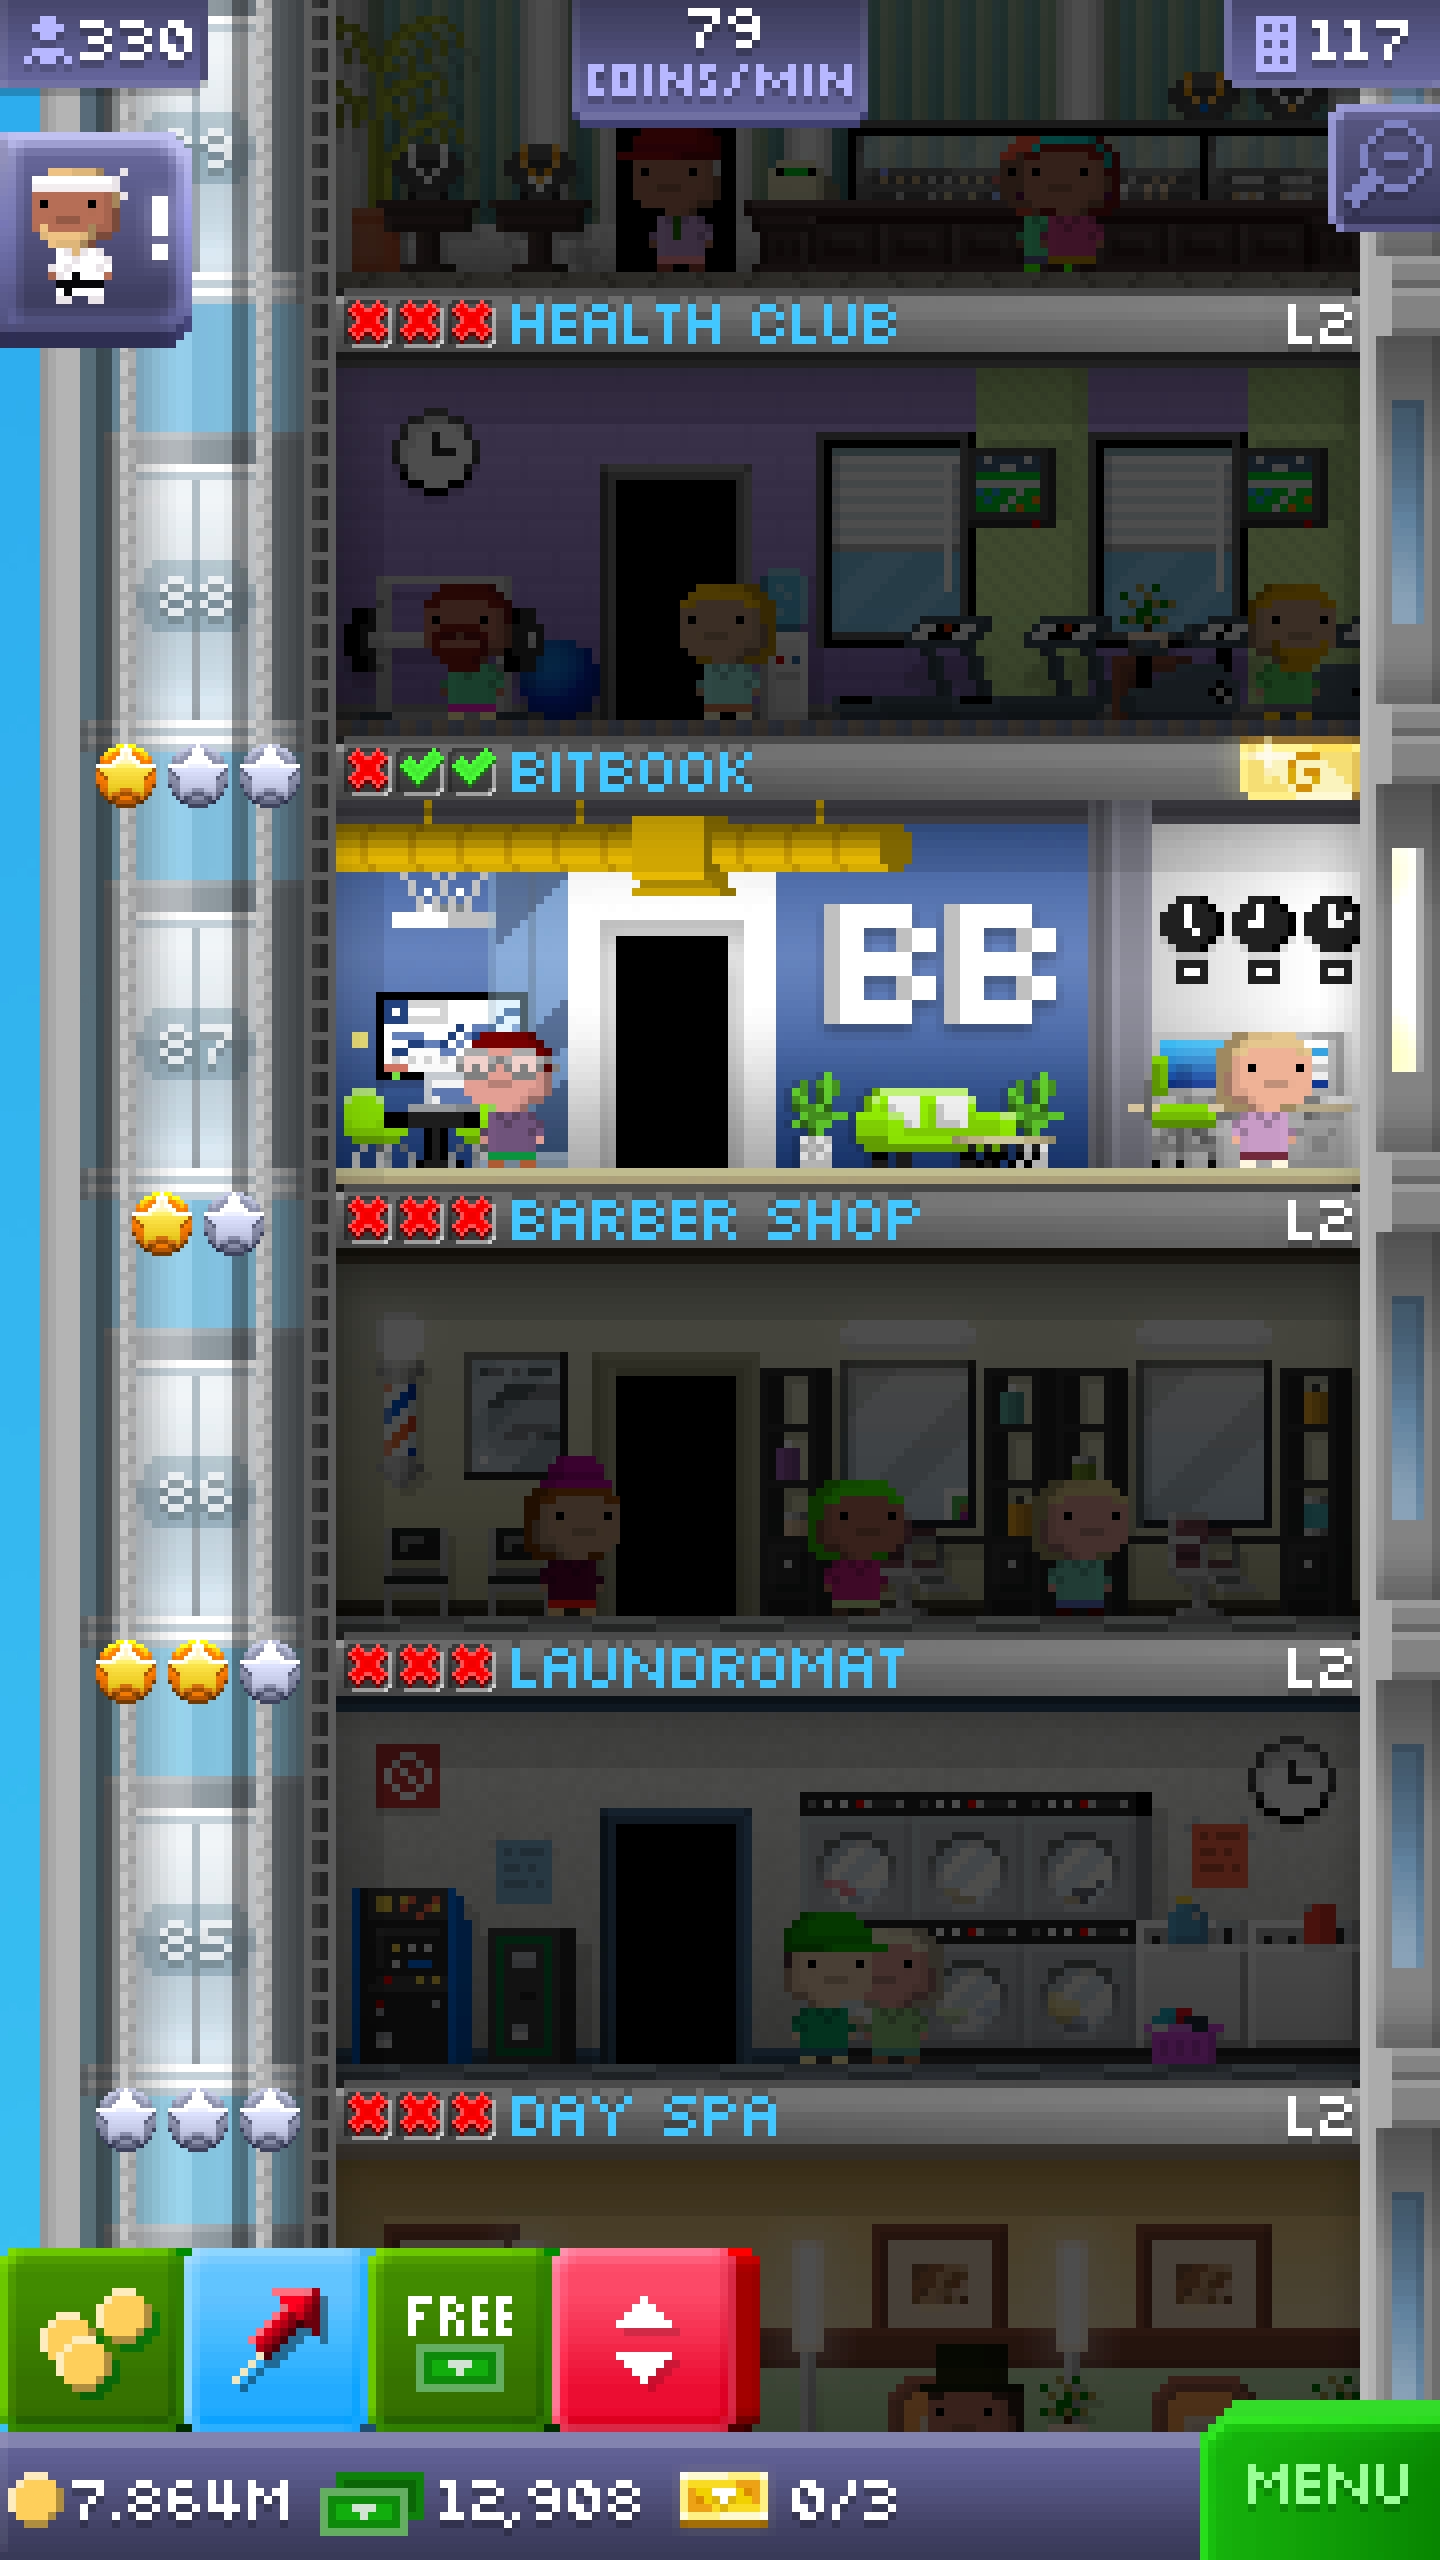 330
79
COINS/MIN
117
!
HEALTH CLUB
L2
88
BITBOOK
G
BB
87
BARBER SHOP
L2
86
LAUNDROMAT
L2
85
DAY SPA
L2
FREE
7.864M
12,908
0/3
MENU